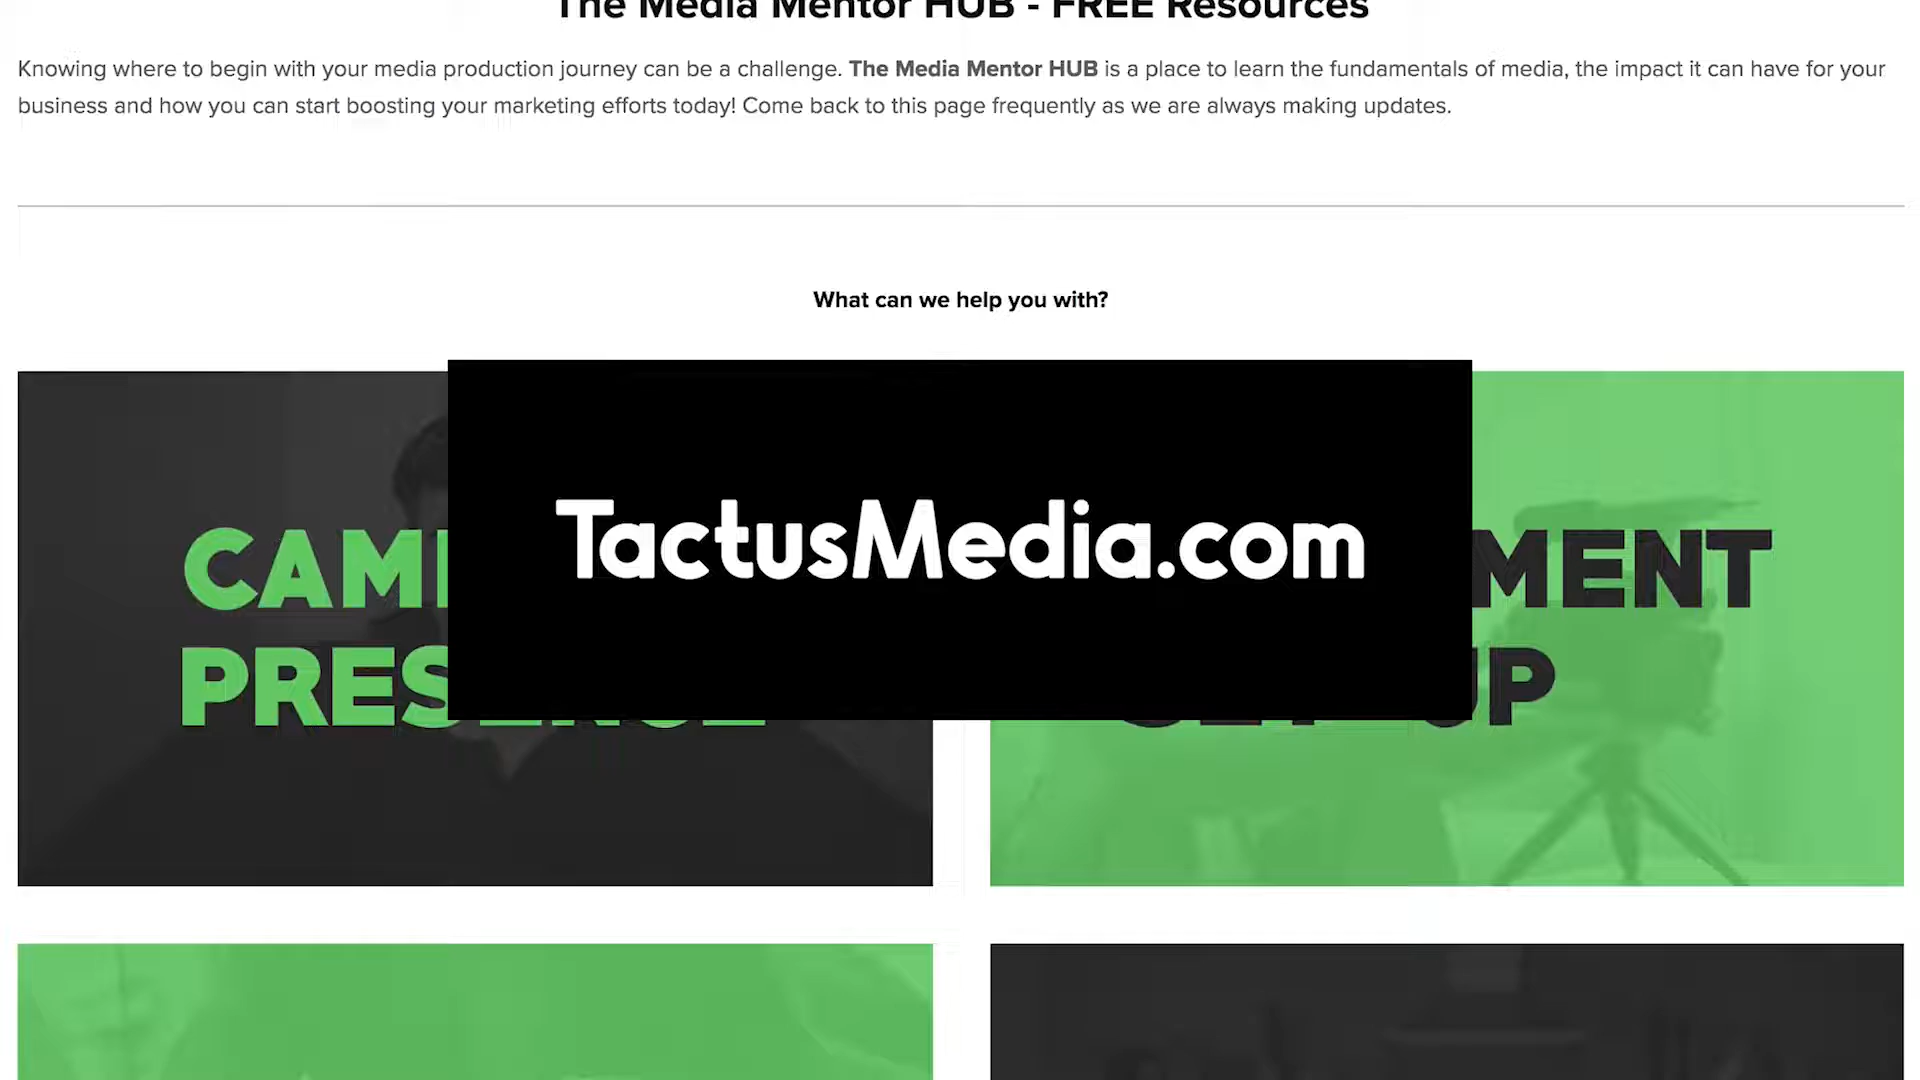 The Media Mentor HUB - FREE Resources
Knowing where to begin with your media production journey can be a challenge. The Media Mentor HUB is a place to learn the fundamentals of media, the impact it can have for your
business and how you can start boosting your marketing efforts today! Come back to this page frequently as we are always making updates.
What can we help you with?
TactusMedia.com
PRESENCE